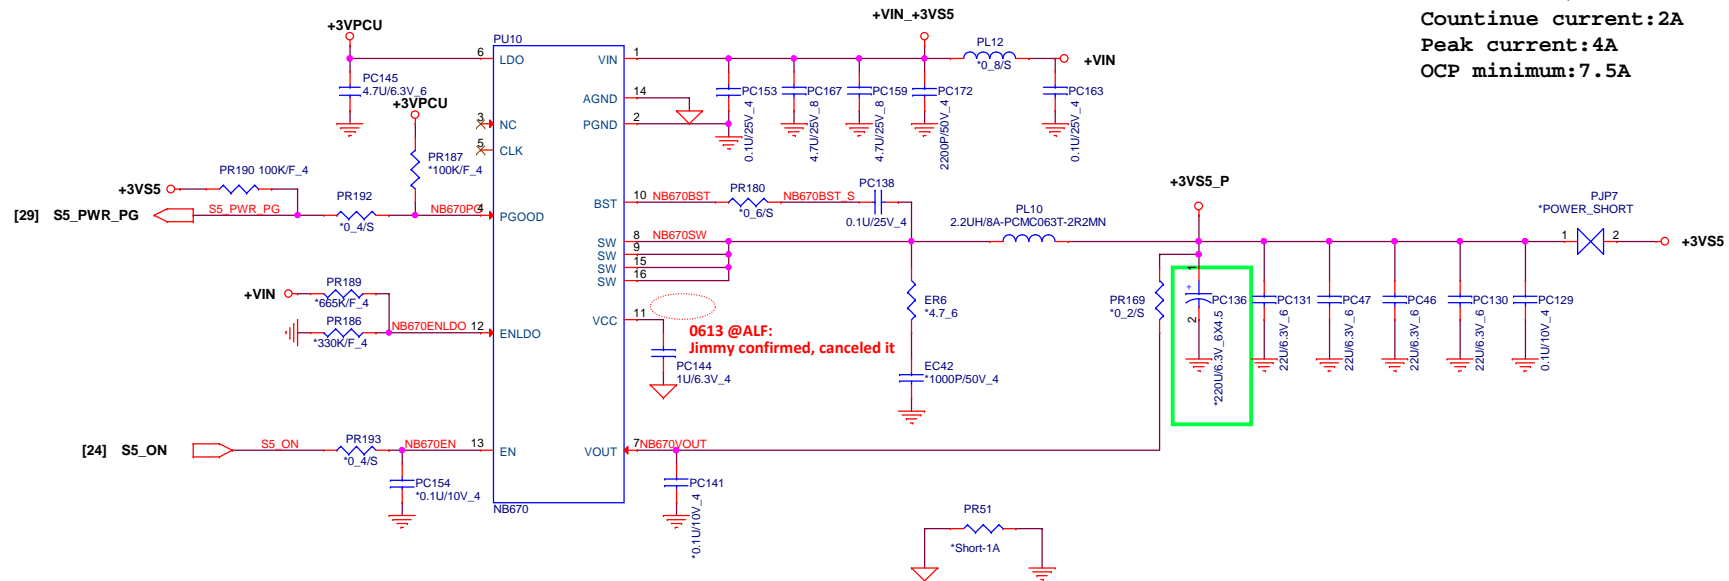 Countinue current:2A
Peak current:4A
OCP minimum:7.5A
+3VPCU
+VIN_+3VS5
PU10
6
LDO
PC145
4.7U/6.3V_6
VIN
1
PL12
*0_8/S
+VIN
PC153
0.1U/25V_4
PC167
4.7U/25V_8
PC159
4.7U/25V_8
PC172
2200P/50V_4
PC163
0.1U/25V_4
AGND
14
PGND
2
+3VPCU
3
NC
5
CLK
PR187
*100K/F_4
PR190 100K/F_4
+3VS5
PR192
*0_4/S
[29] S5_PWR_PG
S5_PWR_PG
NB670PG
4
PGOOD
BST
10
NB670BST
PR180
*0_6/S
NB670BST_S
PC138
0.1U/25V_4
SW
8
NB670SW
SW
9
SW
15
SW
16
PL10
2.2UH/8A-PCMC063T-2R2MN
+3VS5_P
PJP7
*POWER_SHORT
1
2
+3VS5
+VIN
PR189
*665K/F_4
PR186
*330K/F_4
NB670ENLDO
12
ENLDO
VCC
11
0613 @ALF:
Jimmy confirmed, canceled it
PC144
1U/6.3V_4
ER6
*4.7_6
EC42
*1000P/50V_4
PR169
*0_2/S
1
+
PC136
2
*220U/6.3V_6X4.5
PC131
22U/6.3V_6
PC47
22U/6.3V_6
PC46
22U/6.3V_6
PC130
22U/6.3V_6
PC129
0.1U/10V_4
[24] S5_ON
S5_ON
PR193
*0_4/S
NB670EN
13
EN
PC154
*0.1U/10V_4
VOUT
7
NB670VOUT
PC141
*0.1U/10V_4
NB670
PR51
*Short-1A